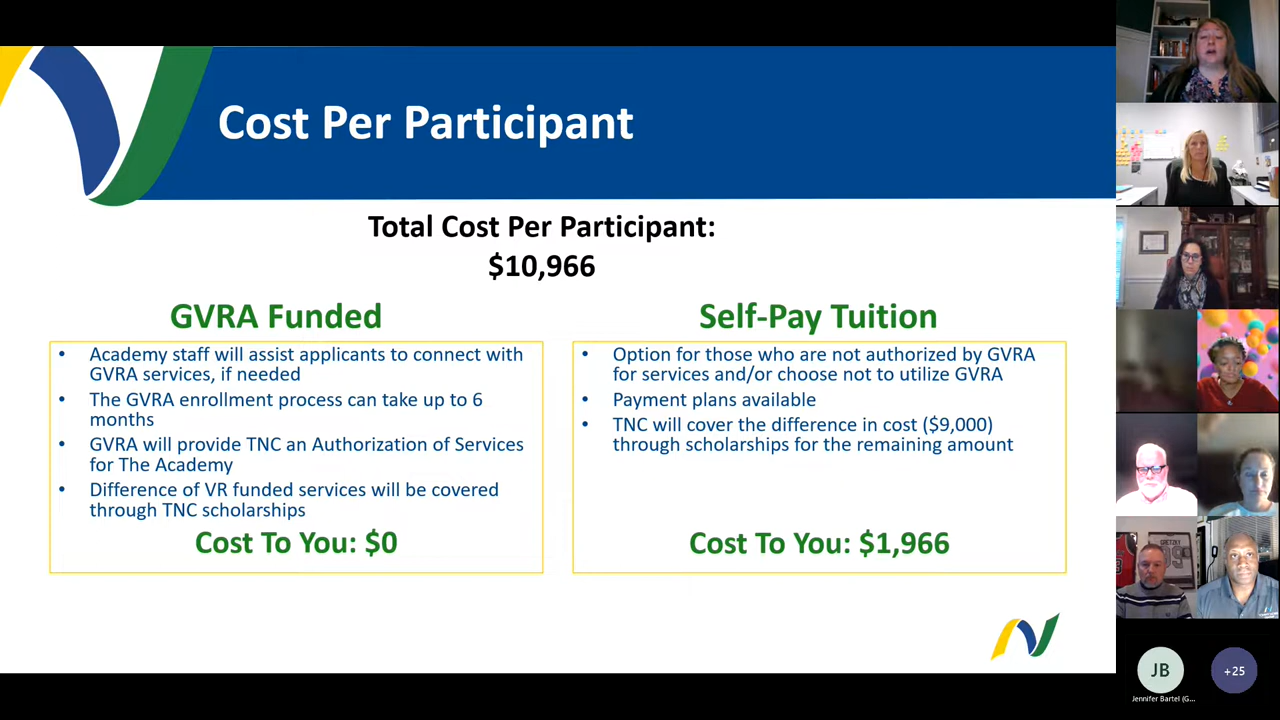 Cost Per Participant
Total Cost Per Participant:
$10,966
GVRA Funded
• Academy staff will assist applicants to connect with
GVRA services, if needed
• The GVRA enrollment process can take up to 6
months
• GVRA will provide TNC an Authorization of Services
for The Academy
• Difference of VR funded services will be covered
through TNC scholarships
Cost To You: $0
Self-Pay Tuition
• Option for those who are not authorized by GVRA
for services and/or choose not to utilize GVRA
• Payment plans available
• TNC will cover the difference in cost ($9,000)
through scholarships for the remaining amount
Cost To You: $1,966
JB
Jennifer Bartel (G...
+25